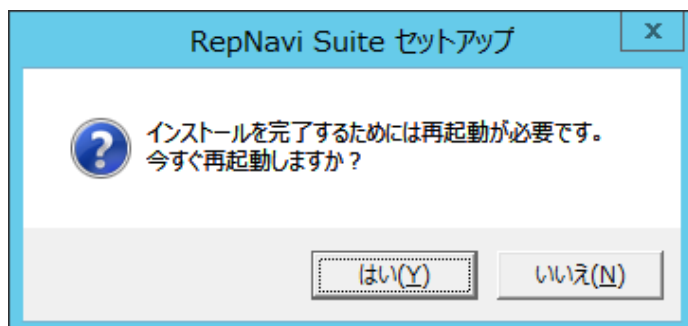 RepNavi Suite セットアップ
インストールを完了するためには再起動が必要です。
今すぐ再起動しますか？
はい(Y)
いいえ(N)